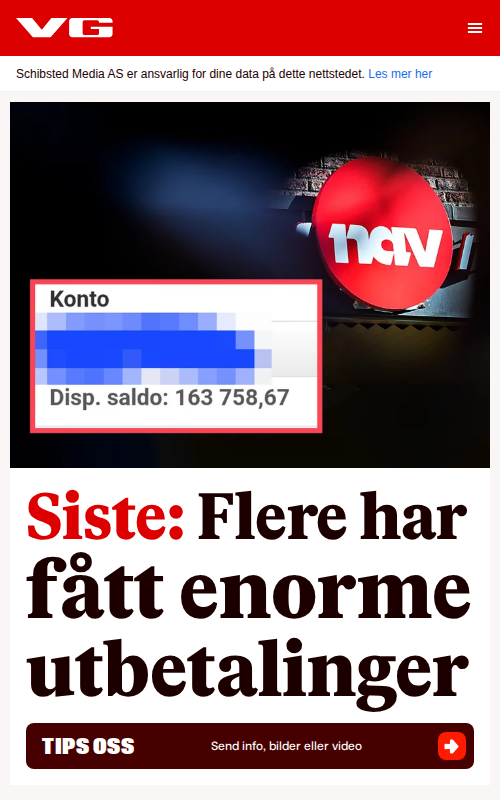 VG
Schibsted Media AS er ansvarlig for dine data på dette nettstedet. Les mer her
nav
Konto
Disp. saldo: 163 758,67
Siste: Flere har
fått enorme
utbetalinger
TIPS OSS
Send info, bilder eller video